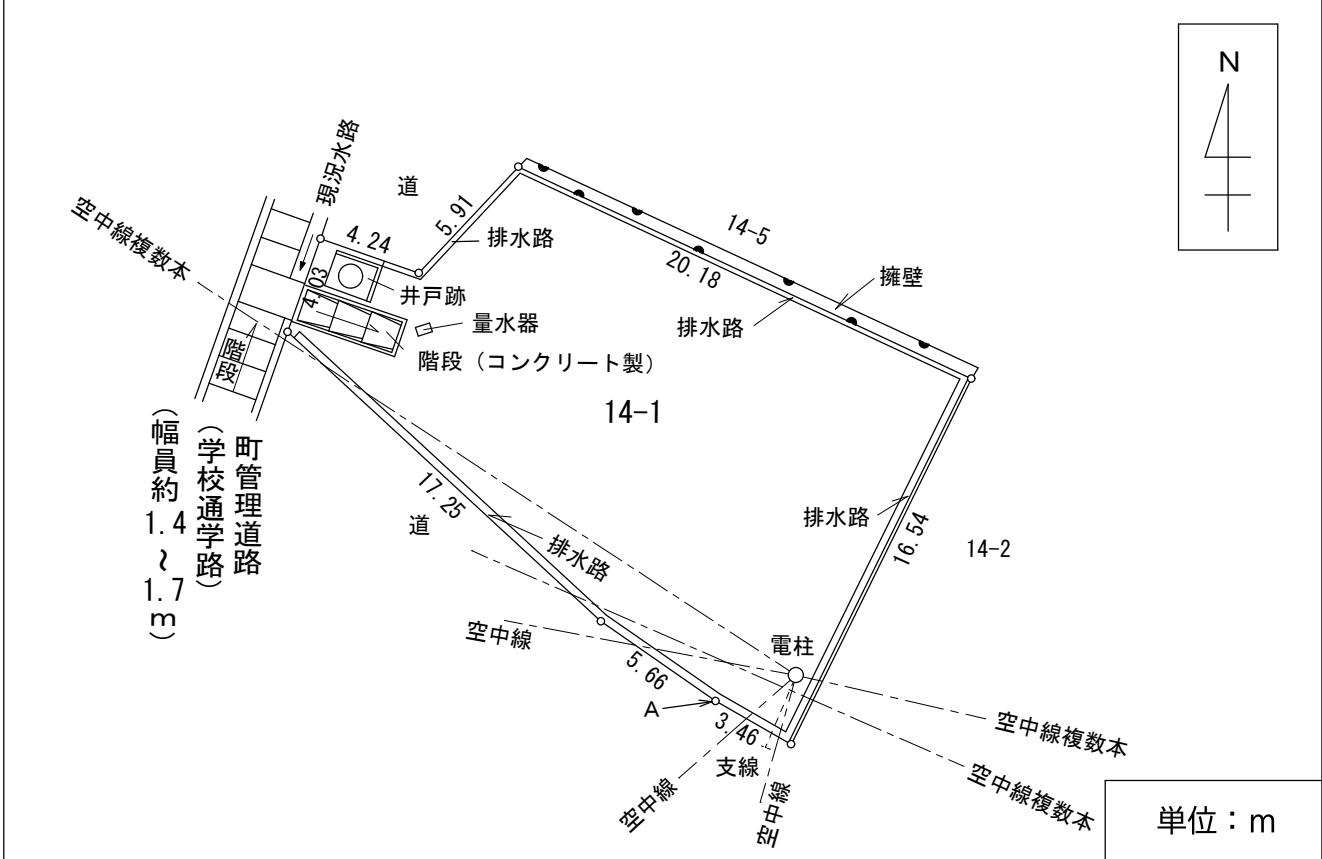 N
現況水路
道
空中線複数本
5.91
4.24
排水路
14-5
20.18
擁壁
4.03
井戸跡
量水器
排水路
階段
階段（コンクリート製）
14-1
町管理道路
（学校通学路）
（幅員約1.4～1.7m）
17.25
道
排水路
排水路
16.54
14-2
空中線
電柱
5.66
A
3.46
支線
空中線
空中線
空中線複数本
空中線複数本
単位：m